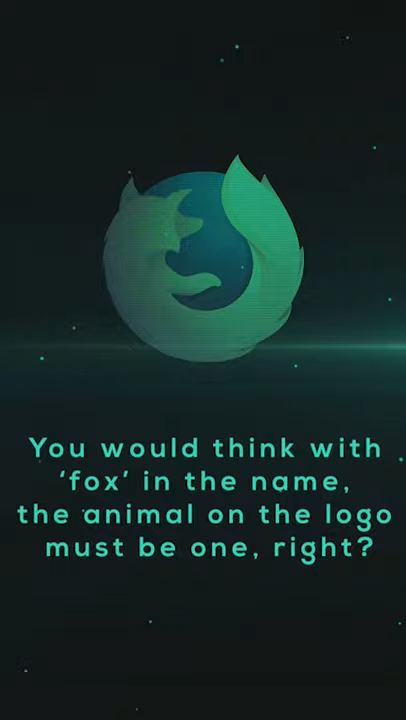 You would think with
‘fox’ in the name,
the animal on the logo
must be one, right?